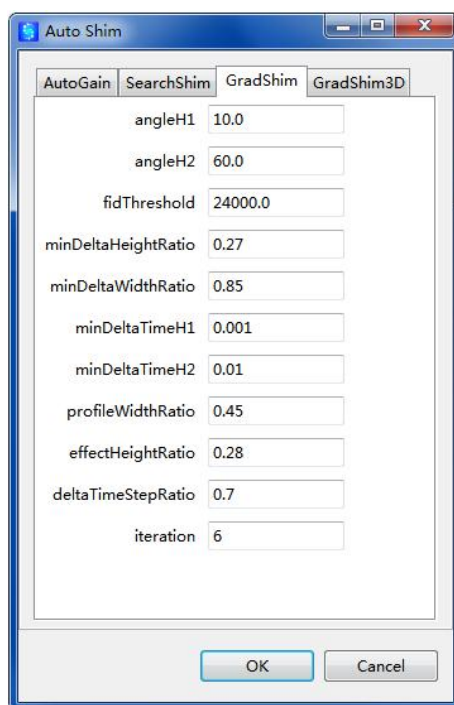 Auto Shim
AutoGain SearchShim GradShim GradShim3D
angleH1 10.0
angleH2 60.0
fidThreshold 24000.0
minDeltaHeightRatio 0.27
minDeltaWidthRatio 0.85
minDeltaTimeH1 0.001
minDeltaTimeH2 0.01
profileWidthRatio 0.45
effectHeightRatio 0.28
deltaTimeStepRatio 0.7
iteration 6
OK Cancel